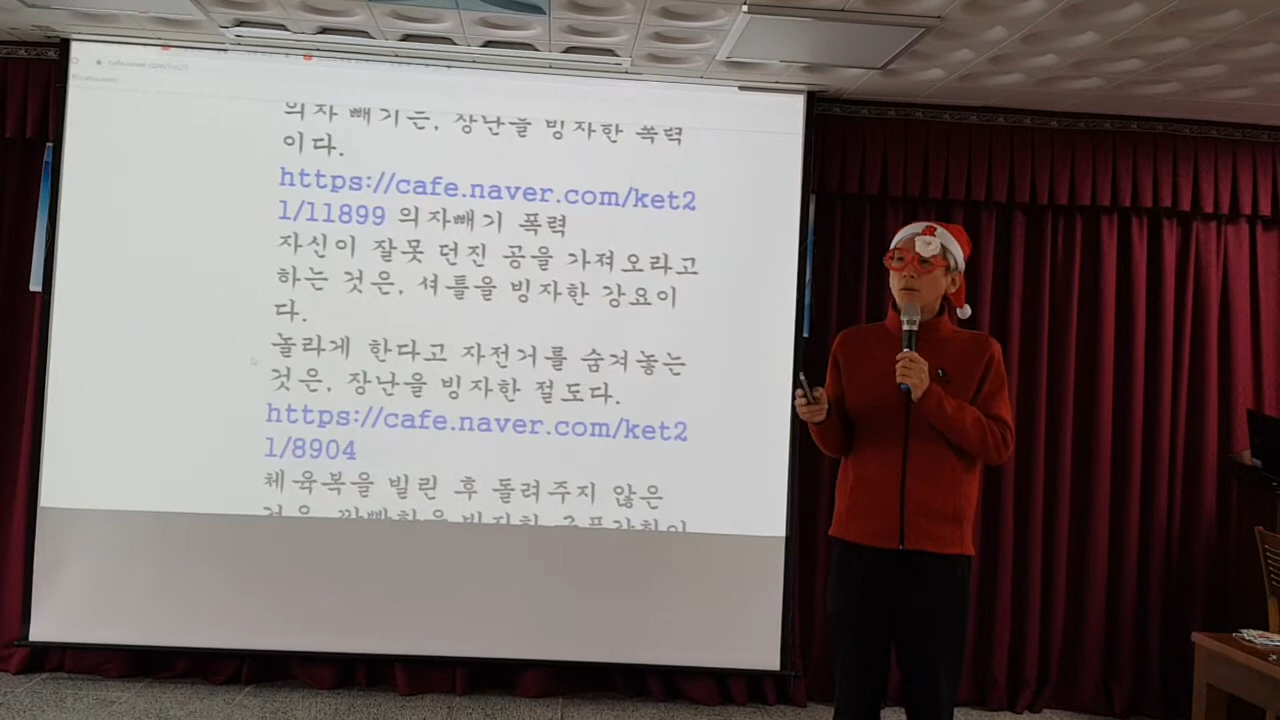 의자 빼기는, 장난을 빙자한 폭력
이다.
https://cafe.naver.com/ket2
1/11899 의자빼기 폭력
자신이 잘못 던진 공을 가져오라고
하는 것은, 셔틀을 빙자한 강요이
다.
놀라게 한다고 자전거를 숨겨놓는
것은, 장난을 빙자한 절도다.
https://cafe.naver.com/ket2
1/8904
체육복을 빌린 후 돌려주지 않은